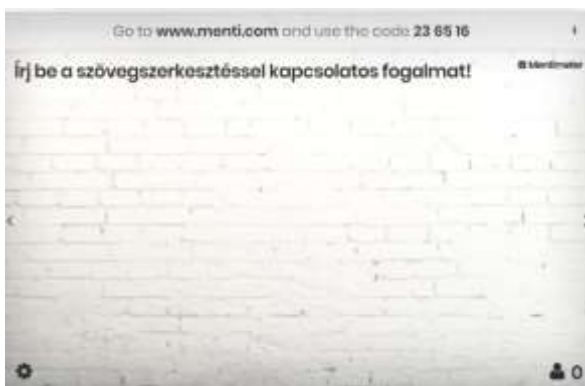 Go to www.menti.com and use the code 23 65 16
Írj be a szövegszerkesztéssel kapcsolatos fogalmat!
Mentimeter
0